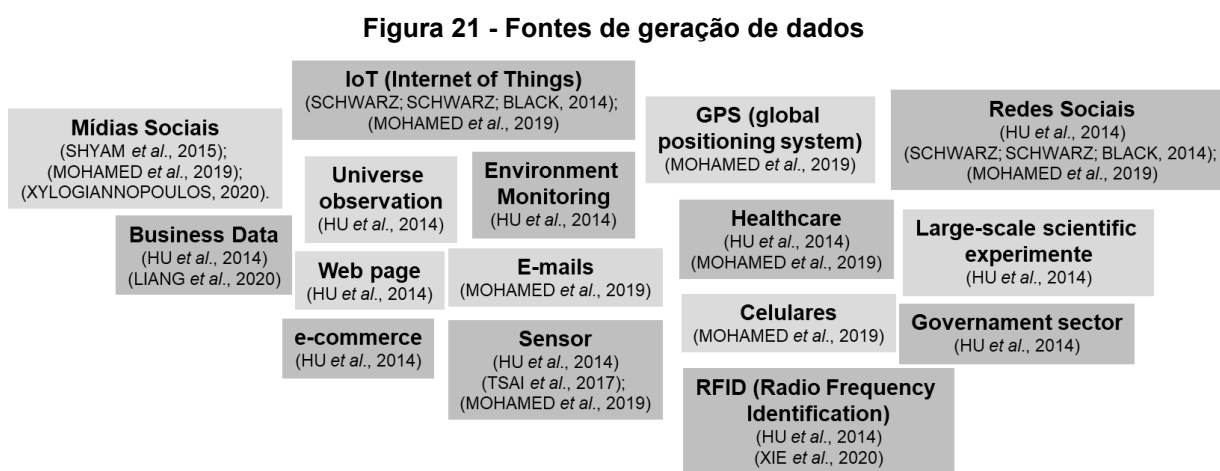 Figura 21 - Fontes de geração de dados
IoT (Internet of Things)
(SCHWARZ; SCHWARZ; BLACK, 2014);
(MOHAMED et al., 2019)
Mídias Sociais
(SHYAM et al., 2015);
(MOHAMED et al., 2019);
(XYLOGIANNOPOULOS, 2020).
GPS (global
positioning system)
(MOHAMED et al., 2019)
Redes Sociais
(HU et al., 2014)
(SCHWARZ; SCHWARZ; BLACK, 2014);
(MOHAMED et al., 2019)
Universe
observation
(HU et al., 2014)
Environment
Monitoring
(HU et al., 2014)
Business Data
(HU et al., 2014)
(LIANG et al., 2020)
Healthcare
(HU et al., 2014)
(MOHAMED et al., 2019)
Large-scale scientific
experimente
(HU et al., 2014)
Web page
(HU et al., 2014)
E-mails
(MOHAMED et al., 2019)
Celulares
(MOHAMED et al., 2019)
Governament sector
(HU et al., 2014)
e-commerce
(HU et al., 2014)
Sensor
(HU et al., 2014)
(TSAI et al., 2017);
(MOHAMED et al., 2019)
RFID (Radio Frequency
Identification)
(HU et al., 2014)
(XIE et al., 2020)